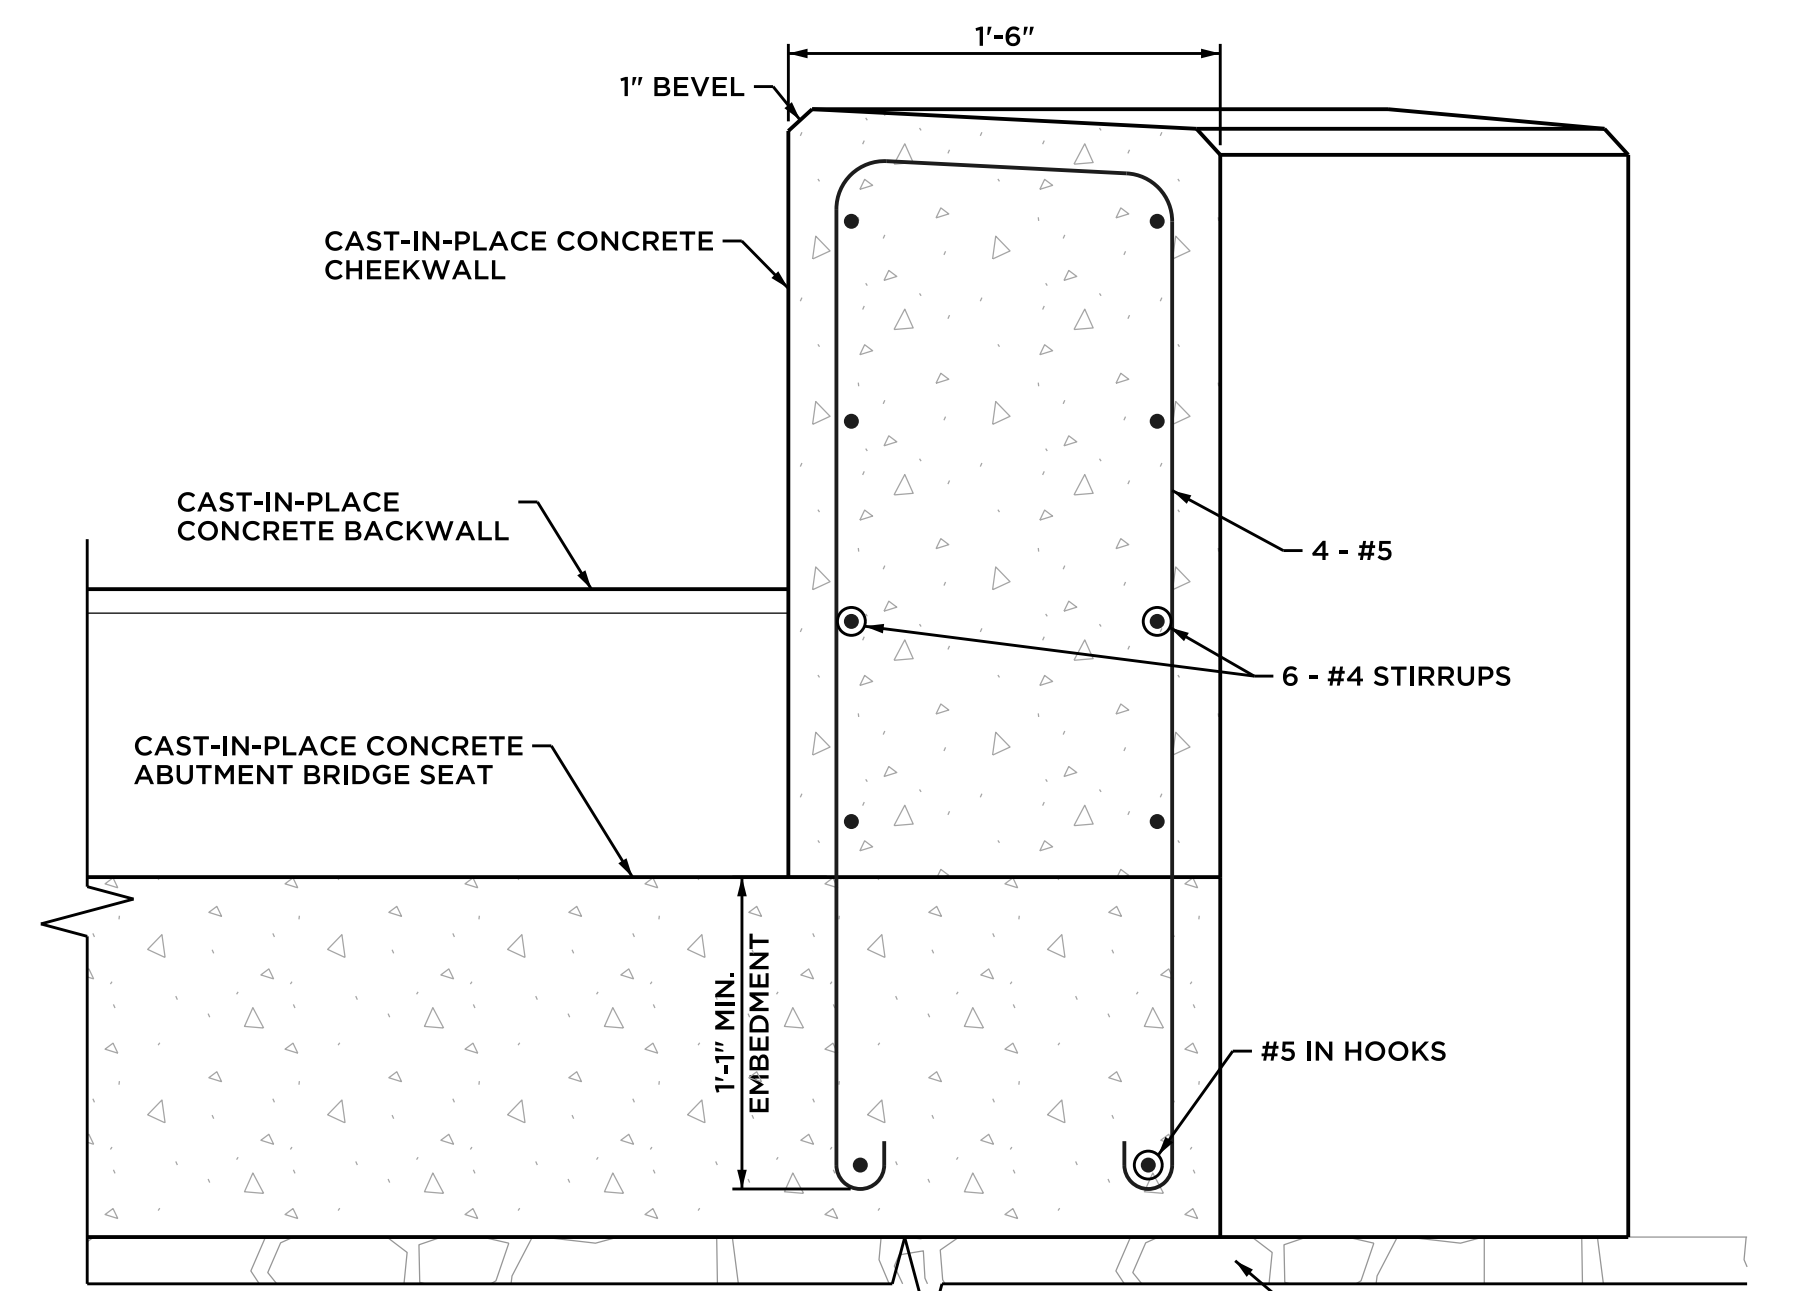 1'-6"
1" BEVEL
CAST-IN-PLACE CONCRETE
CHEEKWALL
CAST-IN-PLACE
CONCRETE BACKWALL
4 - #5
6 - #4 STIRRUPS
CAST-IN-PLACE CONCRETE
ABUTMENT BRIDGE SEAT
1'-1" MIN.
EMBEDMENT
#5 IN HOOKS